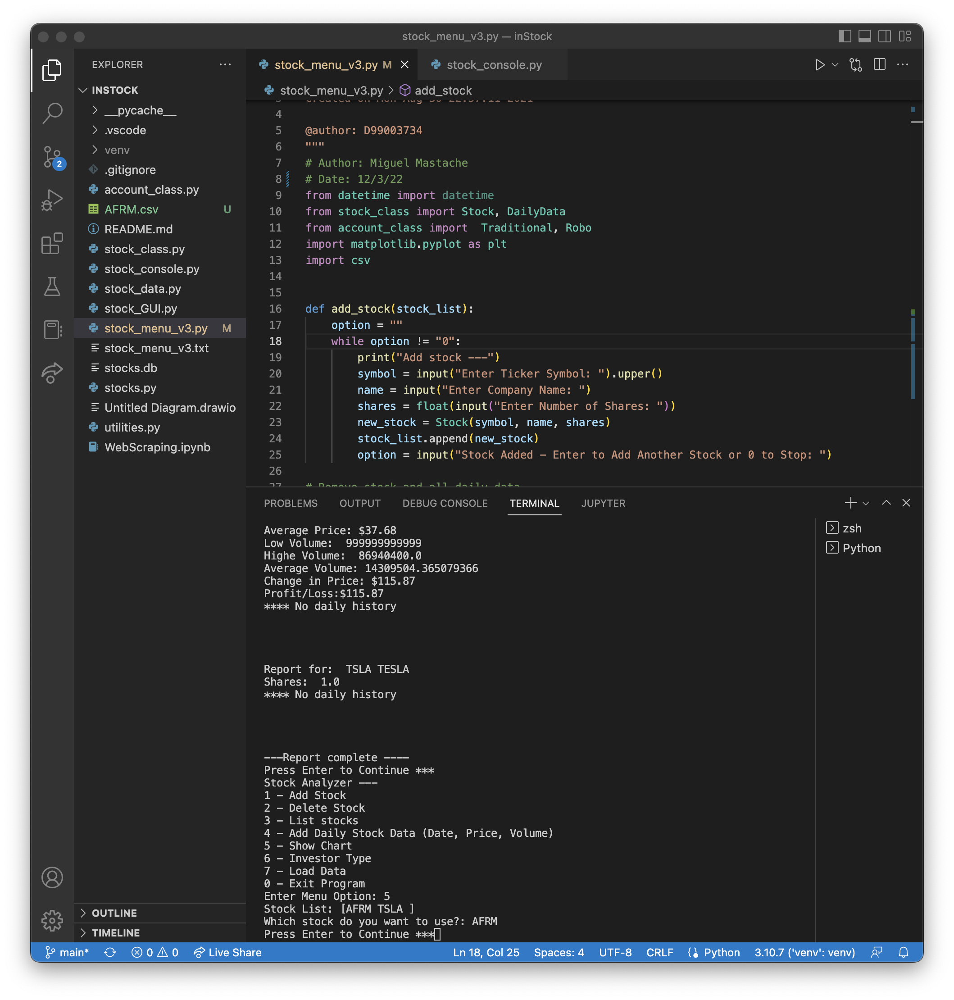 stock_menu_v3.py — inStock
EXPLORER
INSTOCK
__pycache__
.vscode
venv
.gitignore
account_class.py
AFRM.csv U
README.md
stock_class.py
stock_console.py
stock_data.py
stock_GUI.py
stock_menu_v3.py M
stock_menu_v3.txt
stocks.db
stocks.py
Untitled Diagram.drawio
utilities.py
WebScraping.ipynb
OUTLINE
TIMELINE
2
stock_menu_v3.py M
stock_console.py
stock_menu_v3.py > add_stock
4
5 @author: D99003734
6 """
7 # Author: Miguel Mastache
8 # Date: 12/3/22
9 from datetime import datetime
10 from stock_class import Stock, DailyData
11 from account_class import  Traditional, Robo
12 import matplotlib.pyplot as plt
13 import csv
14
15
16 def add_stock(stock_list):
17     option = ""
18     while option != "0":
19         print("Add stock ---")
20         symbol = input("Enter Ticker Symbol: ").upper()
21         name = input("Enter Company Name: ")
22         shares = float(input("Enter Number of Shares: "))
23         new_stock = Stock(symbol, name, shares)
24         stock_list.append(new_stock)
25         option = input("Stock Added - Enter to Add Another Stock or 0 to Stop: ")
26
27 # Remove stock and all daily data
PROBLEMS OUTPUT DEBUG CONSOLE TERMINAL JUPYTER
Average Price: $37.68
Low Volume:  999999999999
Highe Volume:  86940400.0
Average Volume: 14309504.365079366
Change in Price: $115.87
Profit/Loss:$115.87
**** No daily history
Report for:  TSLA TESLA
Shares:  1.0
**** No daily history
---Report complete ----
Press Enter to Continue ***
Stock Analyzer ---
1 - Add Stock
2 - Delete Stock
3 - List stocks
4 - Add Daily Stock Data (Date, Price, Volume)
5 - Show Chart
6 - Investor Type
7 - Load Data
0 - Exit Program
Enter Menu Option: 5
Stock List: [AFRM TSLA ]
Which stock do you want to use?: AFRM
Press Enter to Continue ***
zsh
Python
main* 0 0 Live Share Ln 18, Col 25 Spaces: 4 UTF-8 CRLF Python 3.10.7 ('venv': venv)